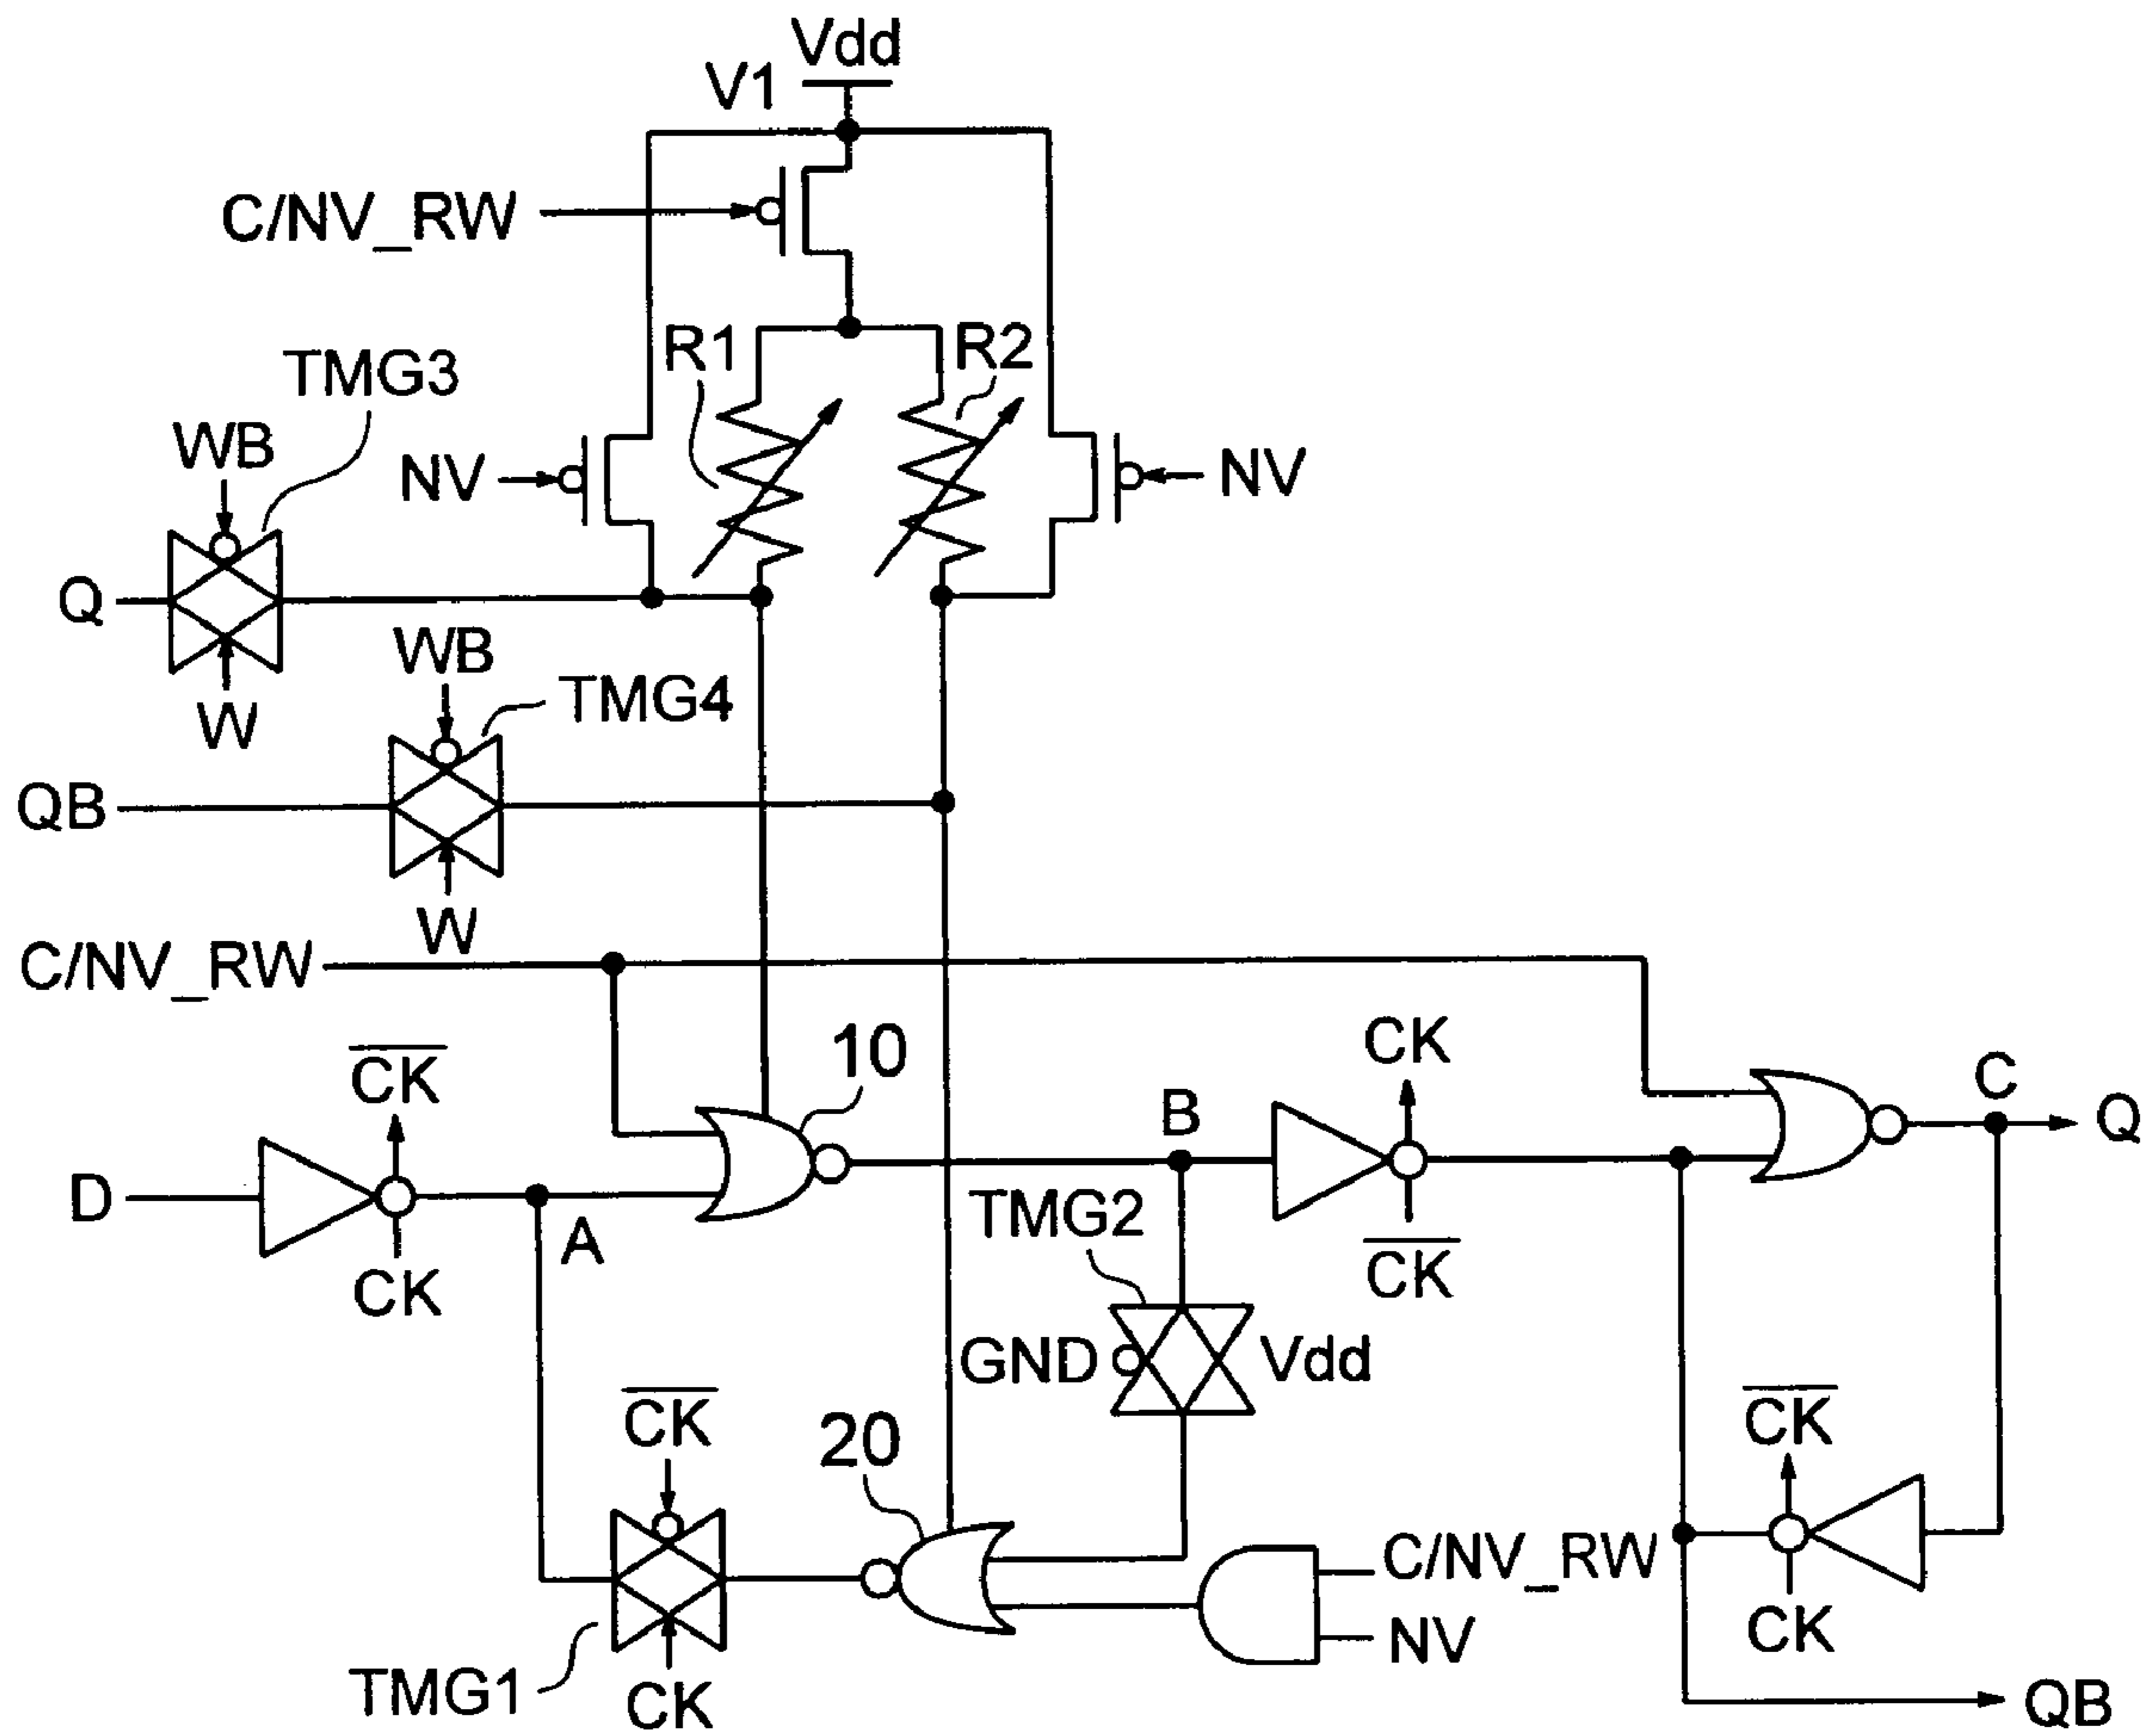 Vdd
V1
C/NV_RW
R1
R2
TMG3
WB
NV
NV
Q
WB
W
TMG4
QB
W
C/NV_RW
10
CK
CK
B
C
Q
D
A
TMG2
CK
CK
GND
Vdd
CK
CK
20
C/NV_RW
NV
CK
TMG1
CK
QB